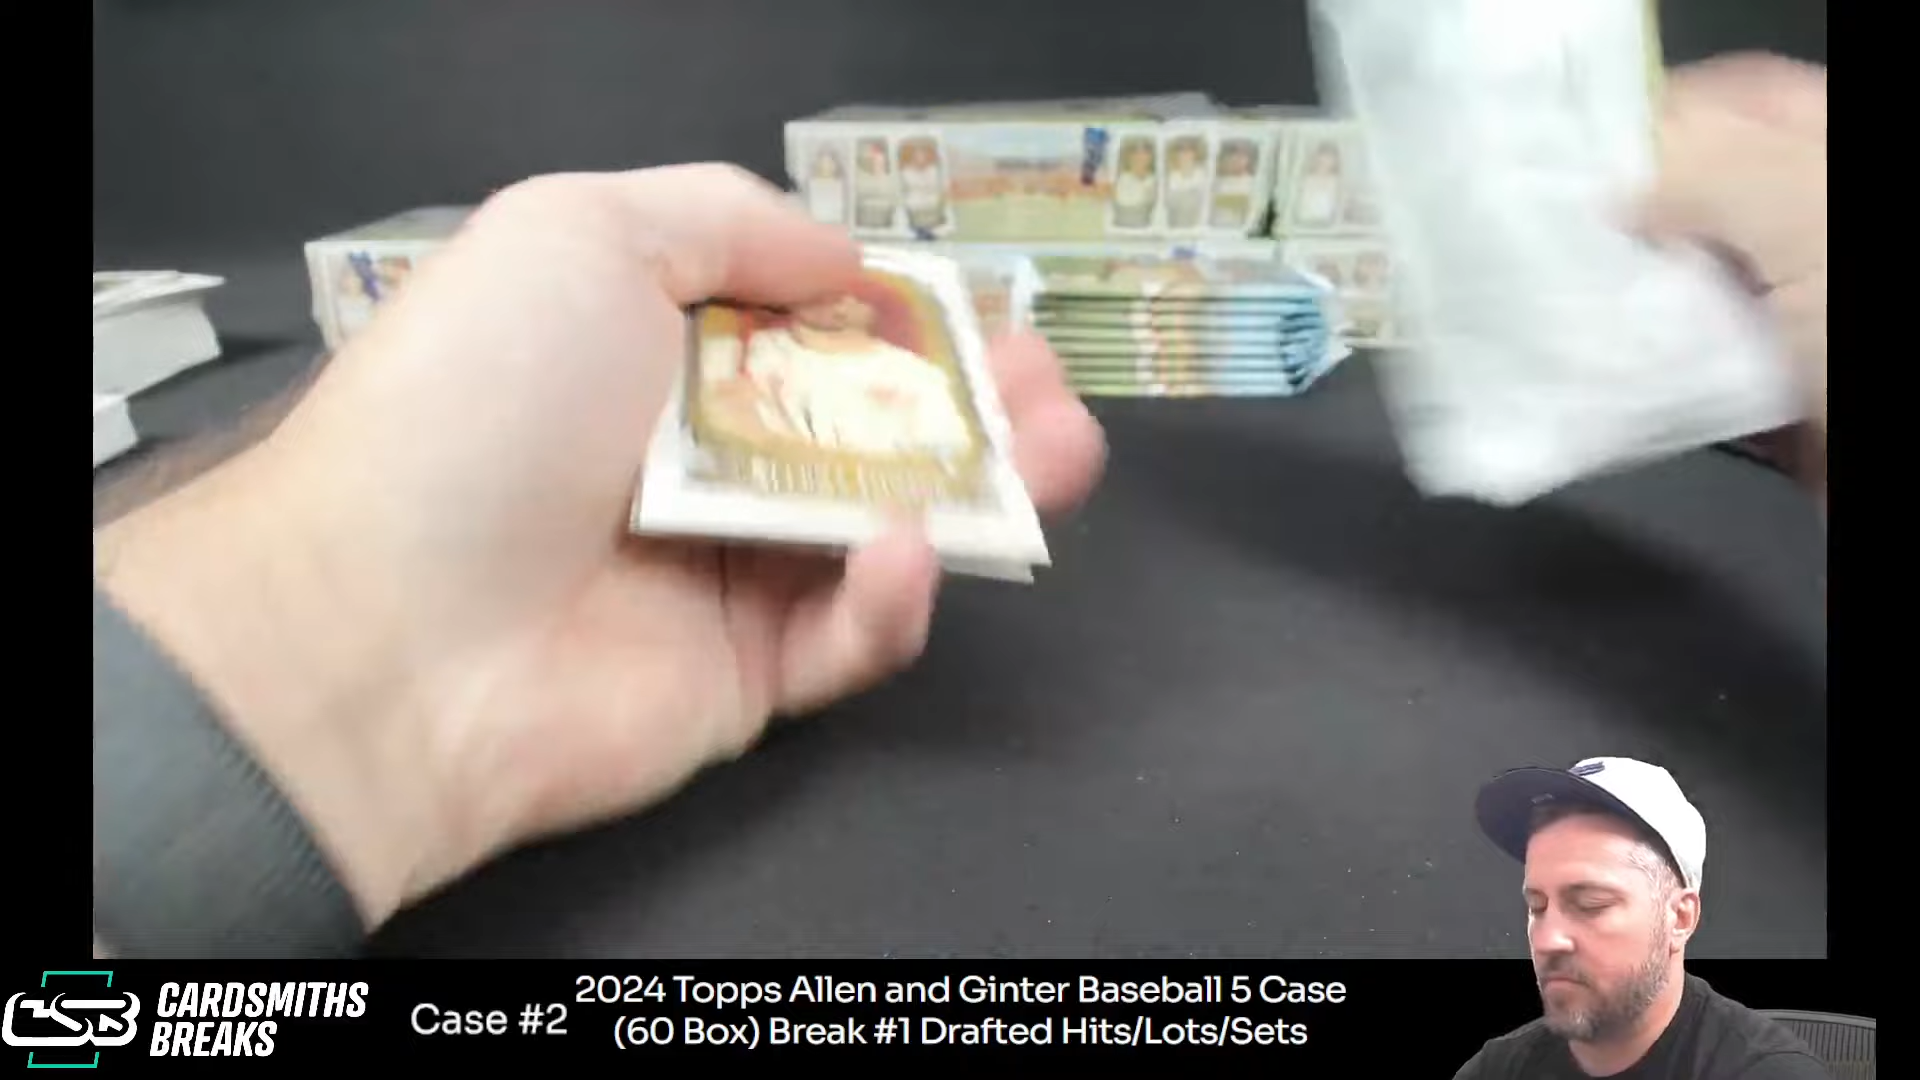 CSB
CARDSMITHS
BREAKS
Case #2
2024 Topps Allen and Ginter Baseball 5 Case
(60 Box) Break #1 Drafted Hits/Lots/Sets